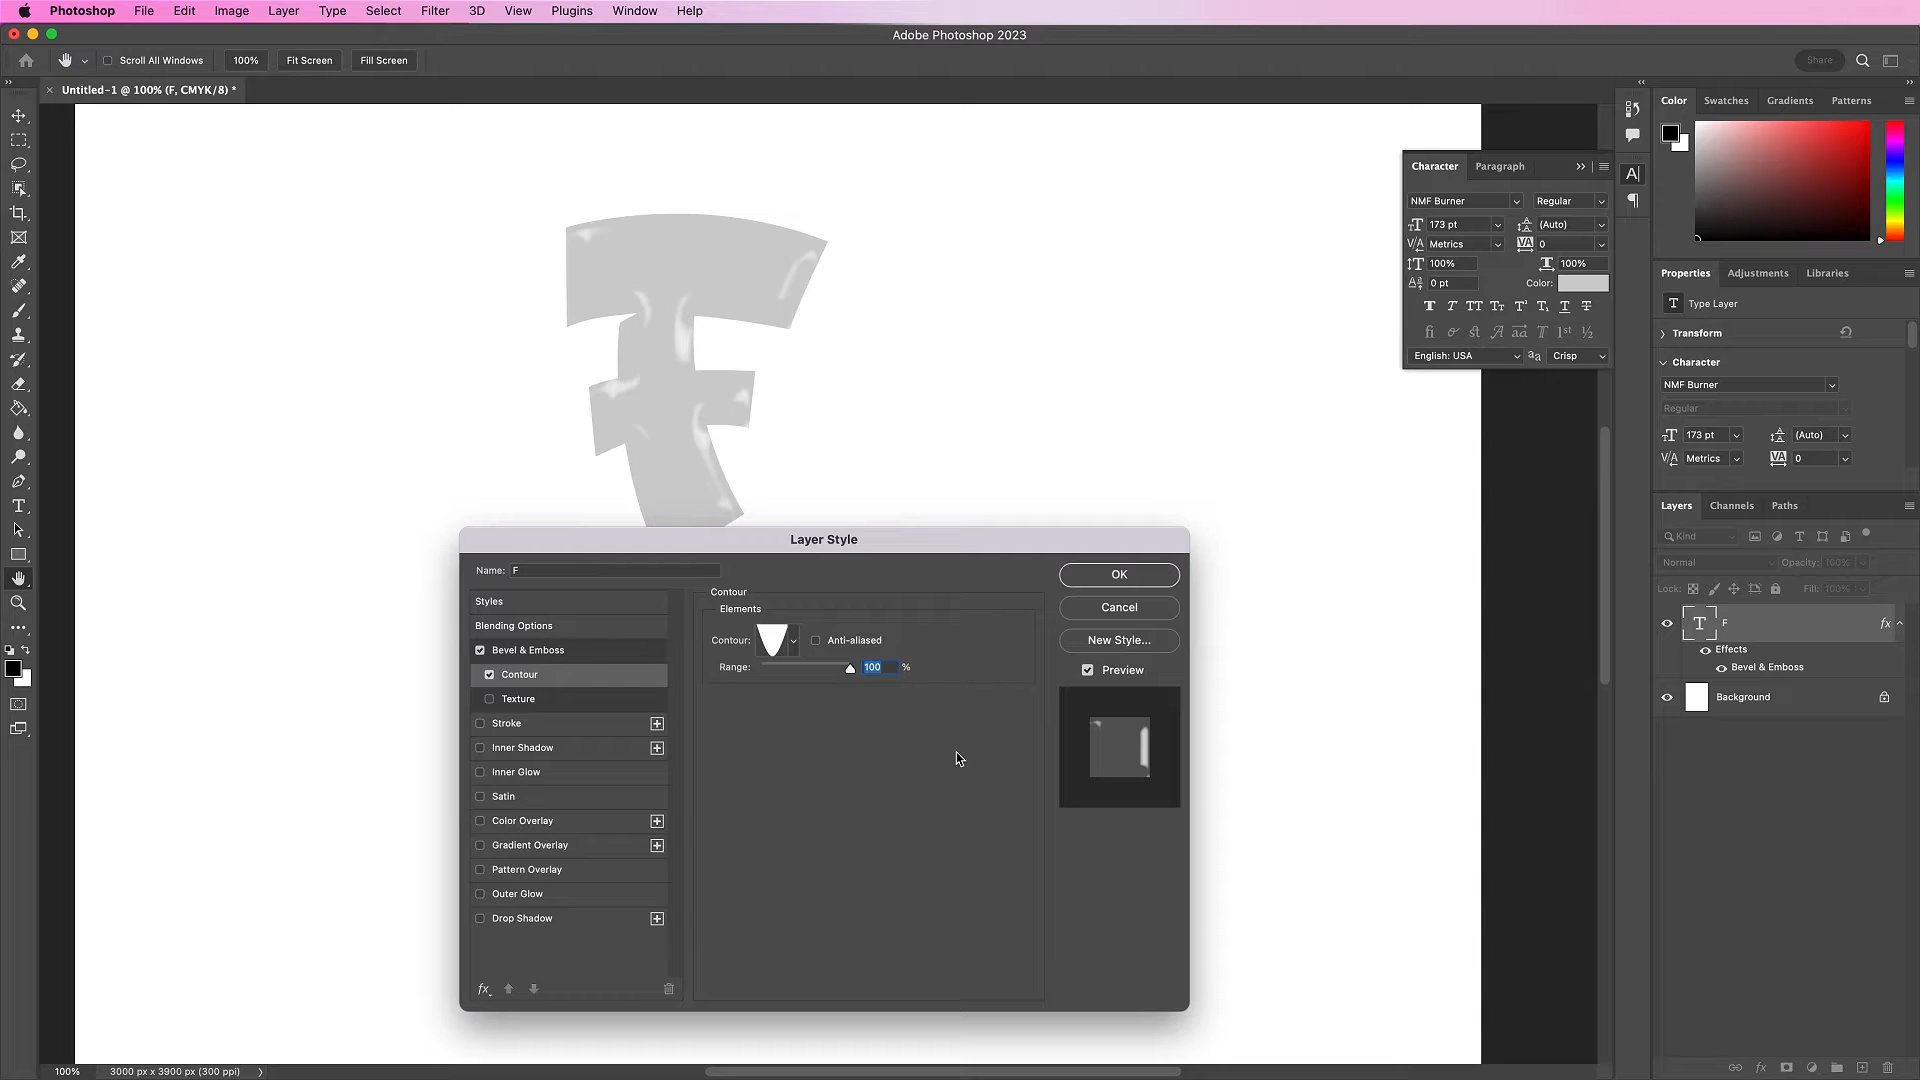 Photoshop File Edit Image Layer Type Select Filter 3D View Plugins Window Help
Adobe Photoshop 2023
Scroll All Windows 100% Fit Screen Fill Screen Share
Untitled-1 @ 100% (F, CMYK/8) *
Color Swatches Gradients Patterns
Character Paragraph
NMF Burner Regular
173 pt (Auto)
Metrics 0
100% 100%
0 pt Color:
English: USA Crisp
Properties Adjustments Libraries
Type Layer
Transform
Character
NMF Burner
Regular
173 pt (Auto)
Metrics 0
Layers Channels Paths
Kind
Normal Opacity: 100%
Lock: Fill: 100%
F fx
Effects
Bevel & Emboss
Background
F
Layer Style
Name: F
Styles
Blending Options
Bevel & Emboss
Contour
Texture
Stroke
Inner Shadow
Inner Glow
Satin
Color Overlay
Gradient Overlay
Pattern Overlay
Outer Glow
Drop Shadow
fx
Contour
Elements
Contour: Anti-aliased
Range: 100 %
OK
Cancel
New Style...
Preview
100% 3000 px x 3900 px (300 ppi)
fx